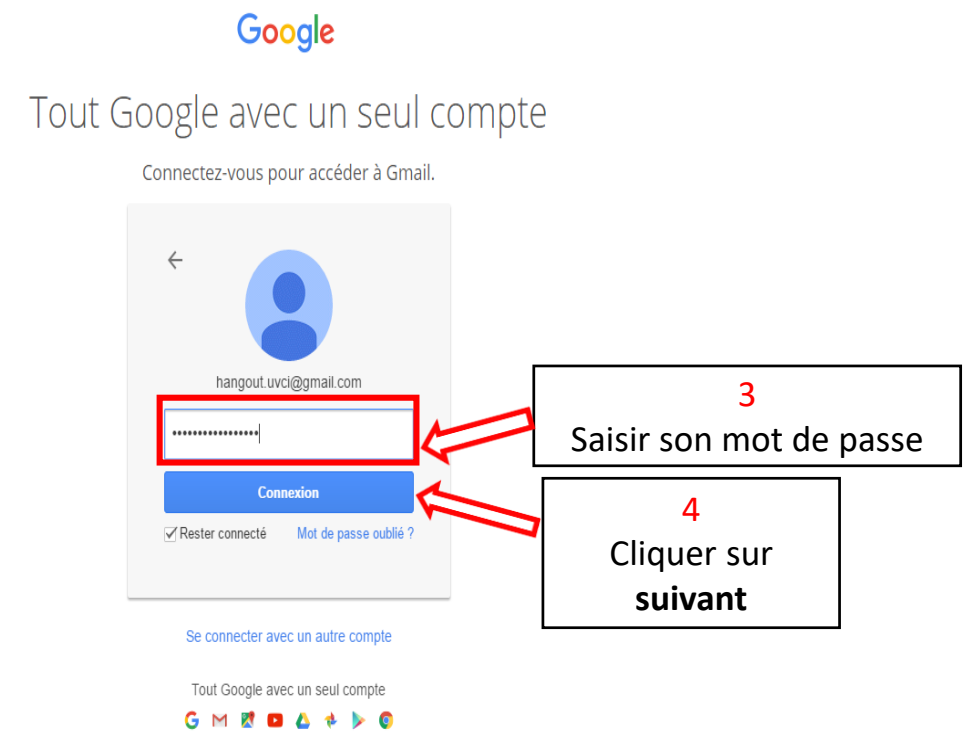 Google
Tout Google avec un seul compte
Connectez-vous pour accéder à Gmail.
hangout.uvci@gmail.com
•••••••••••••••••
3
Saisir son mot de passe
Connexion
4
Cliquer sur
suivant
Rester connecté
Mot de passe oublié ?
Se connecter avec un autre compte
Tout Google avec un seul compte